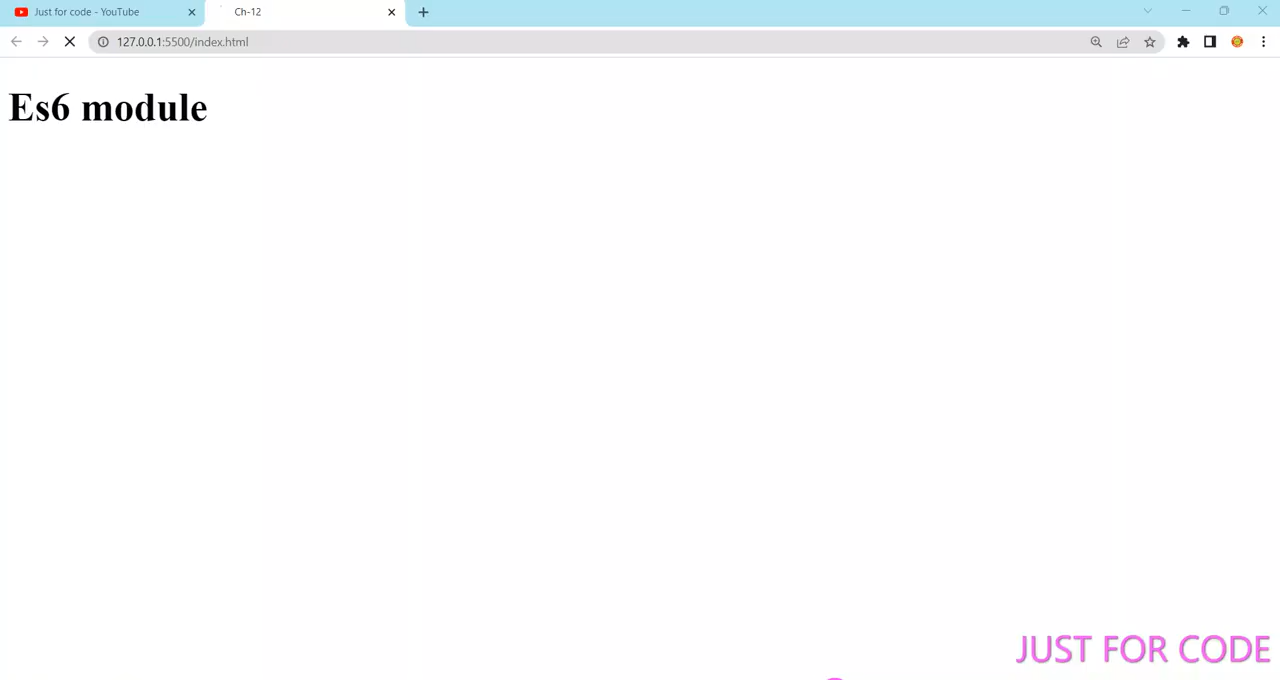 Just for code - YouTube
Ch-12
127.0.0.1:5500/index.html
Es6 module
JUST FOR CODE